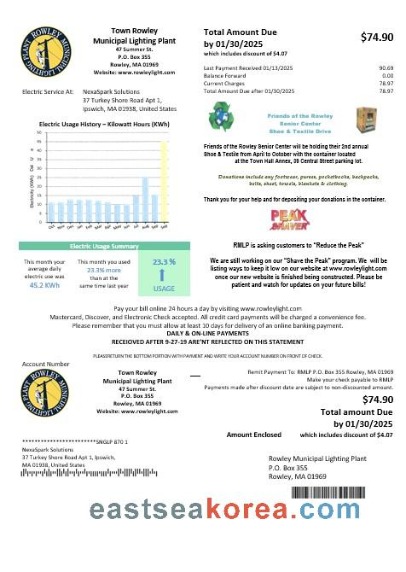 Town Rowley
Municipal Lighting Plant
47 Summer St.
P.O. Box 355
Rowley, MA 01969
Website: www.rowleylight.com
Total Amount Due
by 01/30/2025
$74.90
which includes discount of $4.07
Last Payment Received 01/13/2025 90.69
Balance Forward 0.00
Current Charges 78.97
Total Amount Due after 01/30/2025 78.97
Electric Service At: NexaSpark Solutions
37 Turkey Shore Road Apt 1,
Ipswich, MA 01938, United States
Friends of the Rowley
Senior Center
Shoe & Textile Drive
Electric Usage History – Kilowatt Hours (KWh)
Friends of the Rowley Senior Center will be holding their 2nd annual
Shoe & Textile from April to October with the container located
at the Town Hall Annex, 39 Central Street parking lot.
Donations include any footwear, purses, pocketbooks, backpacks,
belts, sheet, towels, blankets & clothing.
Thank you for your help and for depositing your donations in the container.
PEAK
SHAVER
Electric Usage Summary
This month your
average daily
electric use was
45.2 KWh
This month you used
23.3% more
than at the
same time last year
23.3 %
USAGE
RMLP is asking customers to "Reduce the Peak"
We are still working on our "Shave the Peak" program. We will be
listing ways to keep it low on our website at www.rowleylight.com
once our new website is finished being constructed. Please be
patient and watch for updates on your future bills!
Pay your bill online 24 hours a day by visiting www.rowleylight.com
Mastercard, Discover, and Electronic Check accepted. All credit card payments will be charged a convenience fee.
Please remember that you must allow at least 10 days for delivery of an online banking payment.
DAILY & ON-LINE PAYMENTS
RECEIOVED AFTER 9-27-19 ARE'NT REFLECTED ON THIS STATEMENT
PLEASE RETURN THE BOTTOM PORTION WITH PAYMENT AND WRITE YOUR ACCOUNT NUMBER ON FRONT OF CHECK.
Account Number
Town Rowley
Municipal Lighting Plant
47 Summer St.
P.O. Box 355
Rowley, MA 01969
Website: www.rowleylight.com
Remit Payment To: RMLP P.O. Box 355 Rowley, MA 01969
Make your check payable to RMLP
Payments made after discount date are subject to non-discounted amount.
$74.90
Total amount Due
by 01/30/2025
Amount Enclosed which includes discount of $4.07
NexaSpark Solutions
37 Turkey Shore Road Apt 1, Ipswich,
MA 01938, United States
Rowley Municipal Lighting Plant
P.O. Box 355
Rowley, MA 01969
eastseakorea.com